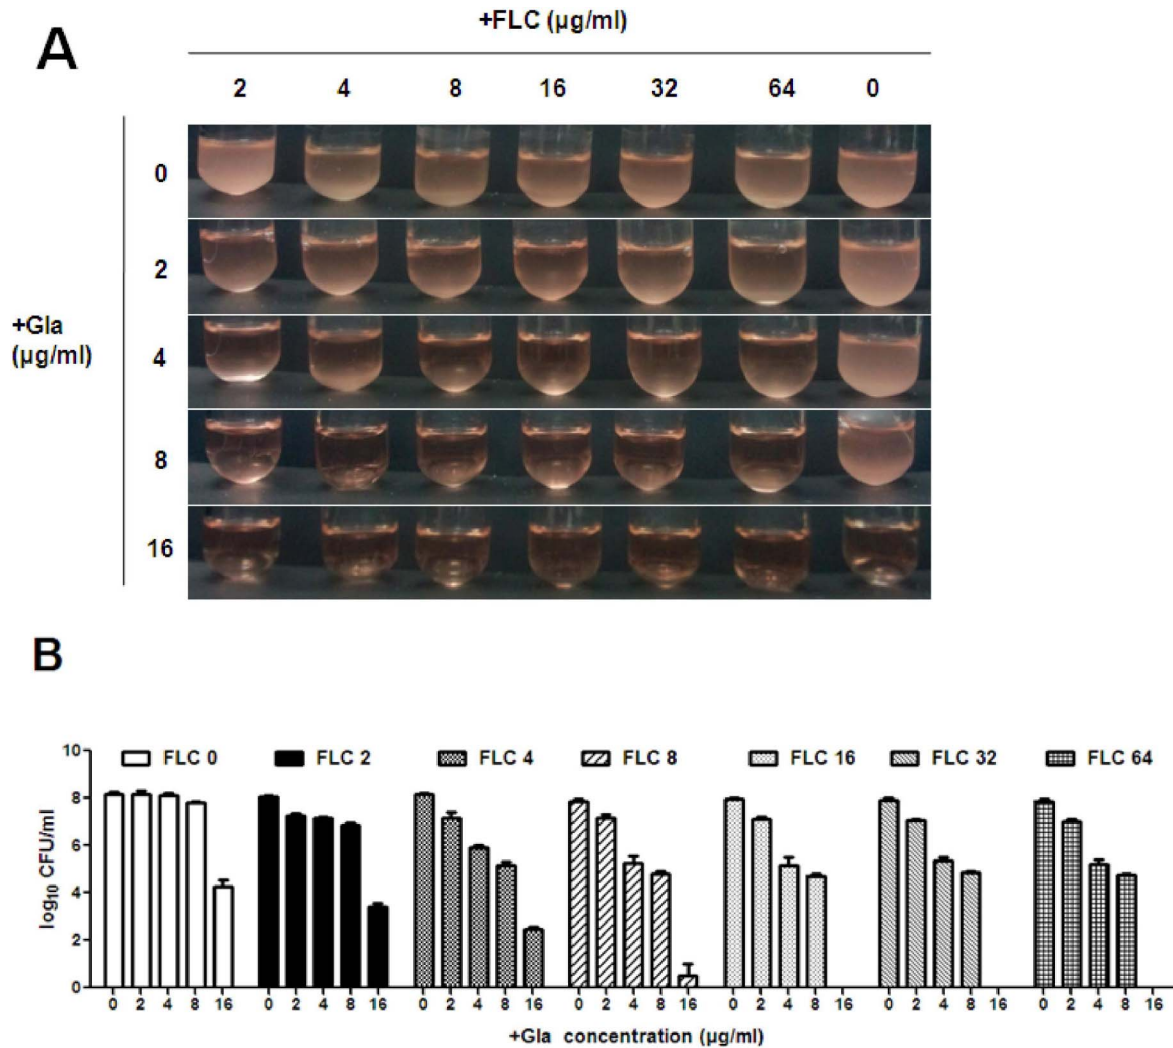 A
+FLC (µg/ml)
2 4 8 16 32 64 0
0
2
+Gla
(µg/ml)
4
8
16
B
10
8
6
4
2
0
log10 CFU/ml
FLC 0 FLC 2 FLC 4 FLC 8 FLC 16 FLC 32 FLC 64
0 2 4 8 16 0 2 4 8 16 0 2 4 8 16 0 2 4 8 16 0 2 4 8 16 0 2 4 8 16 0 2 4 8 16
+Gla concentration (µg/ml)